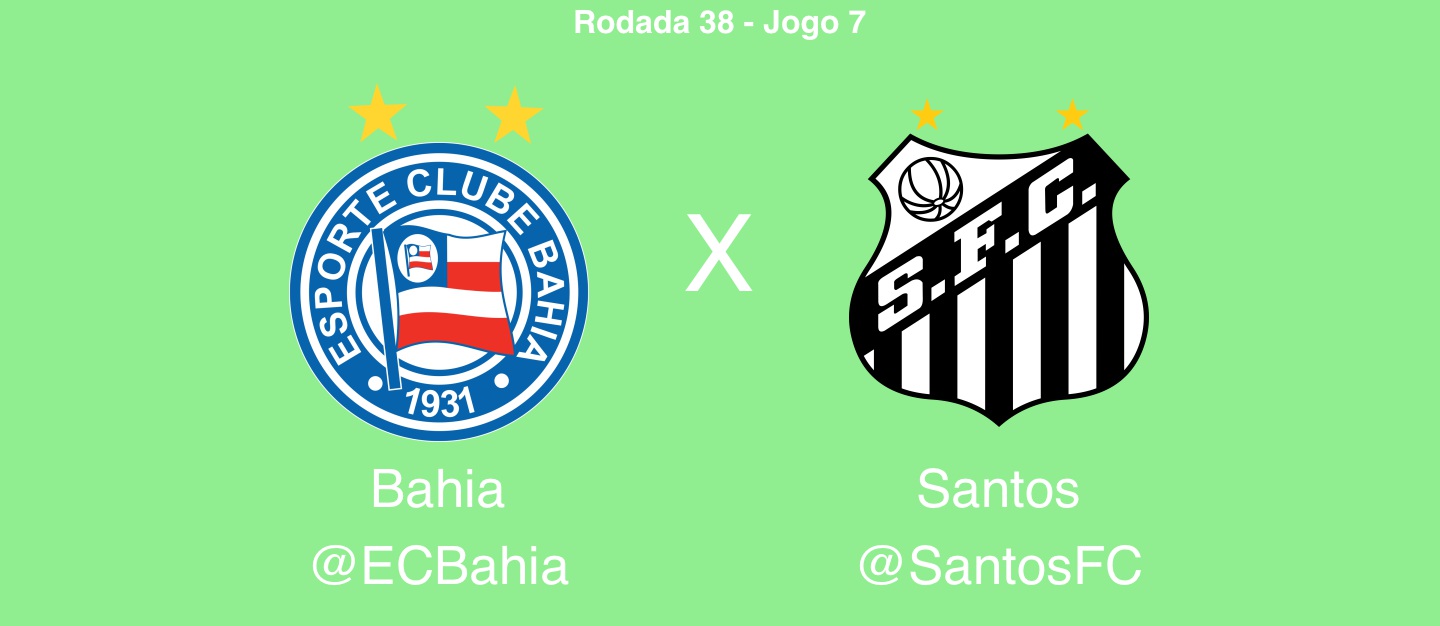 Rodada 38 - Jogo 7
ESPORTE CLUBE BAHIA
1931
X
S.F.C.
Bahia
Santos
@ECBahia
@SantosFC